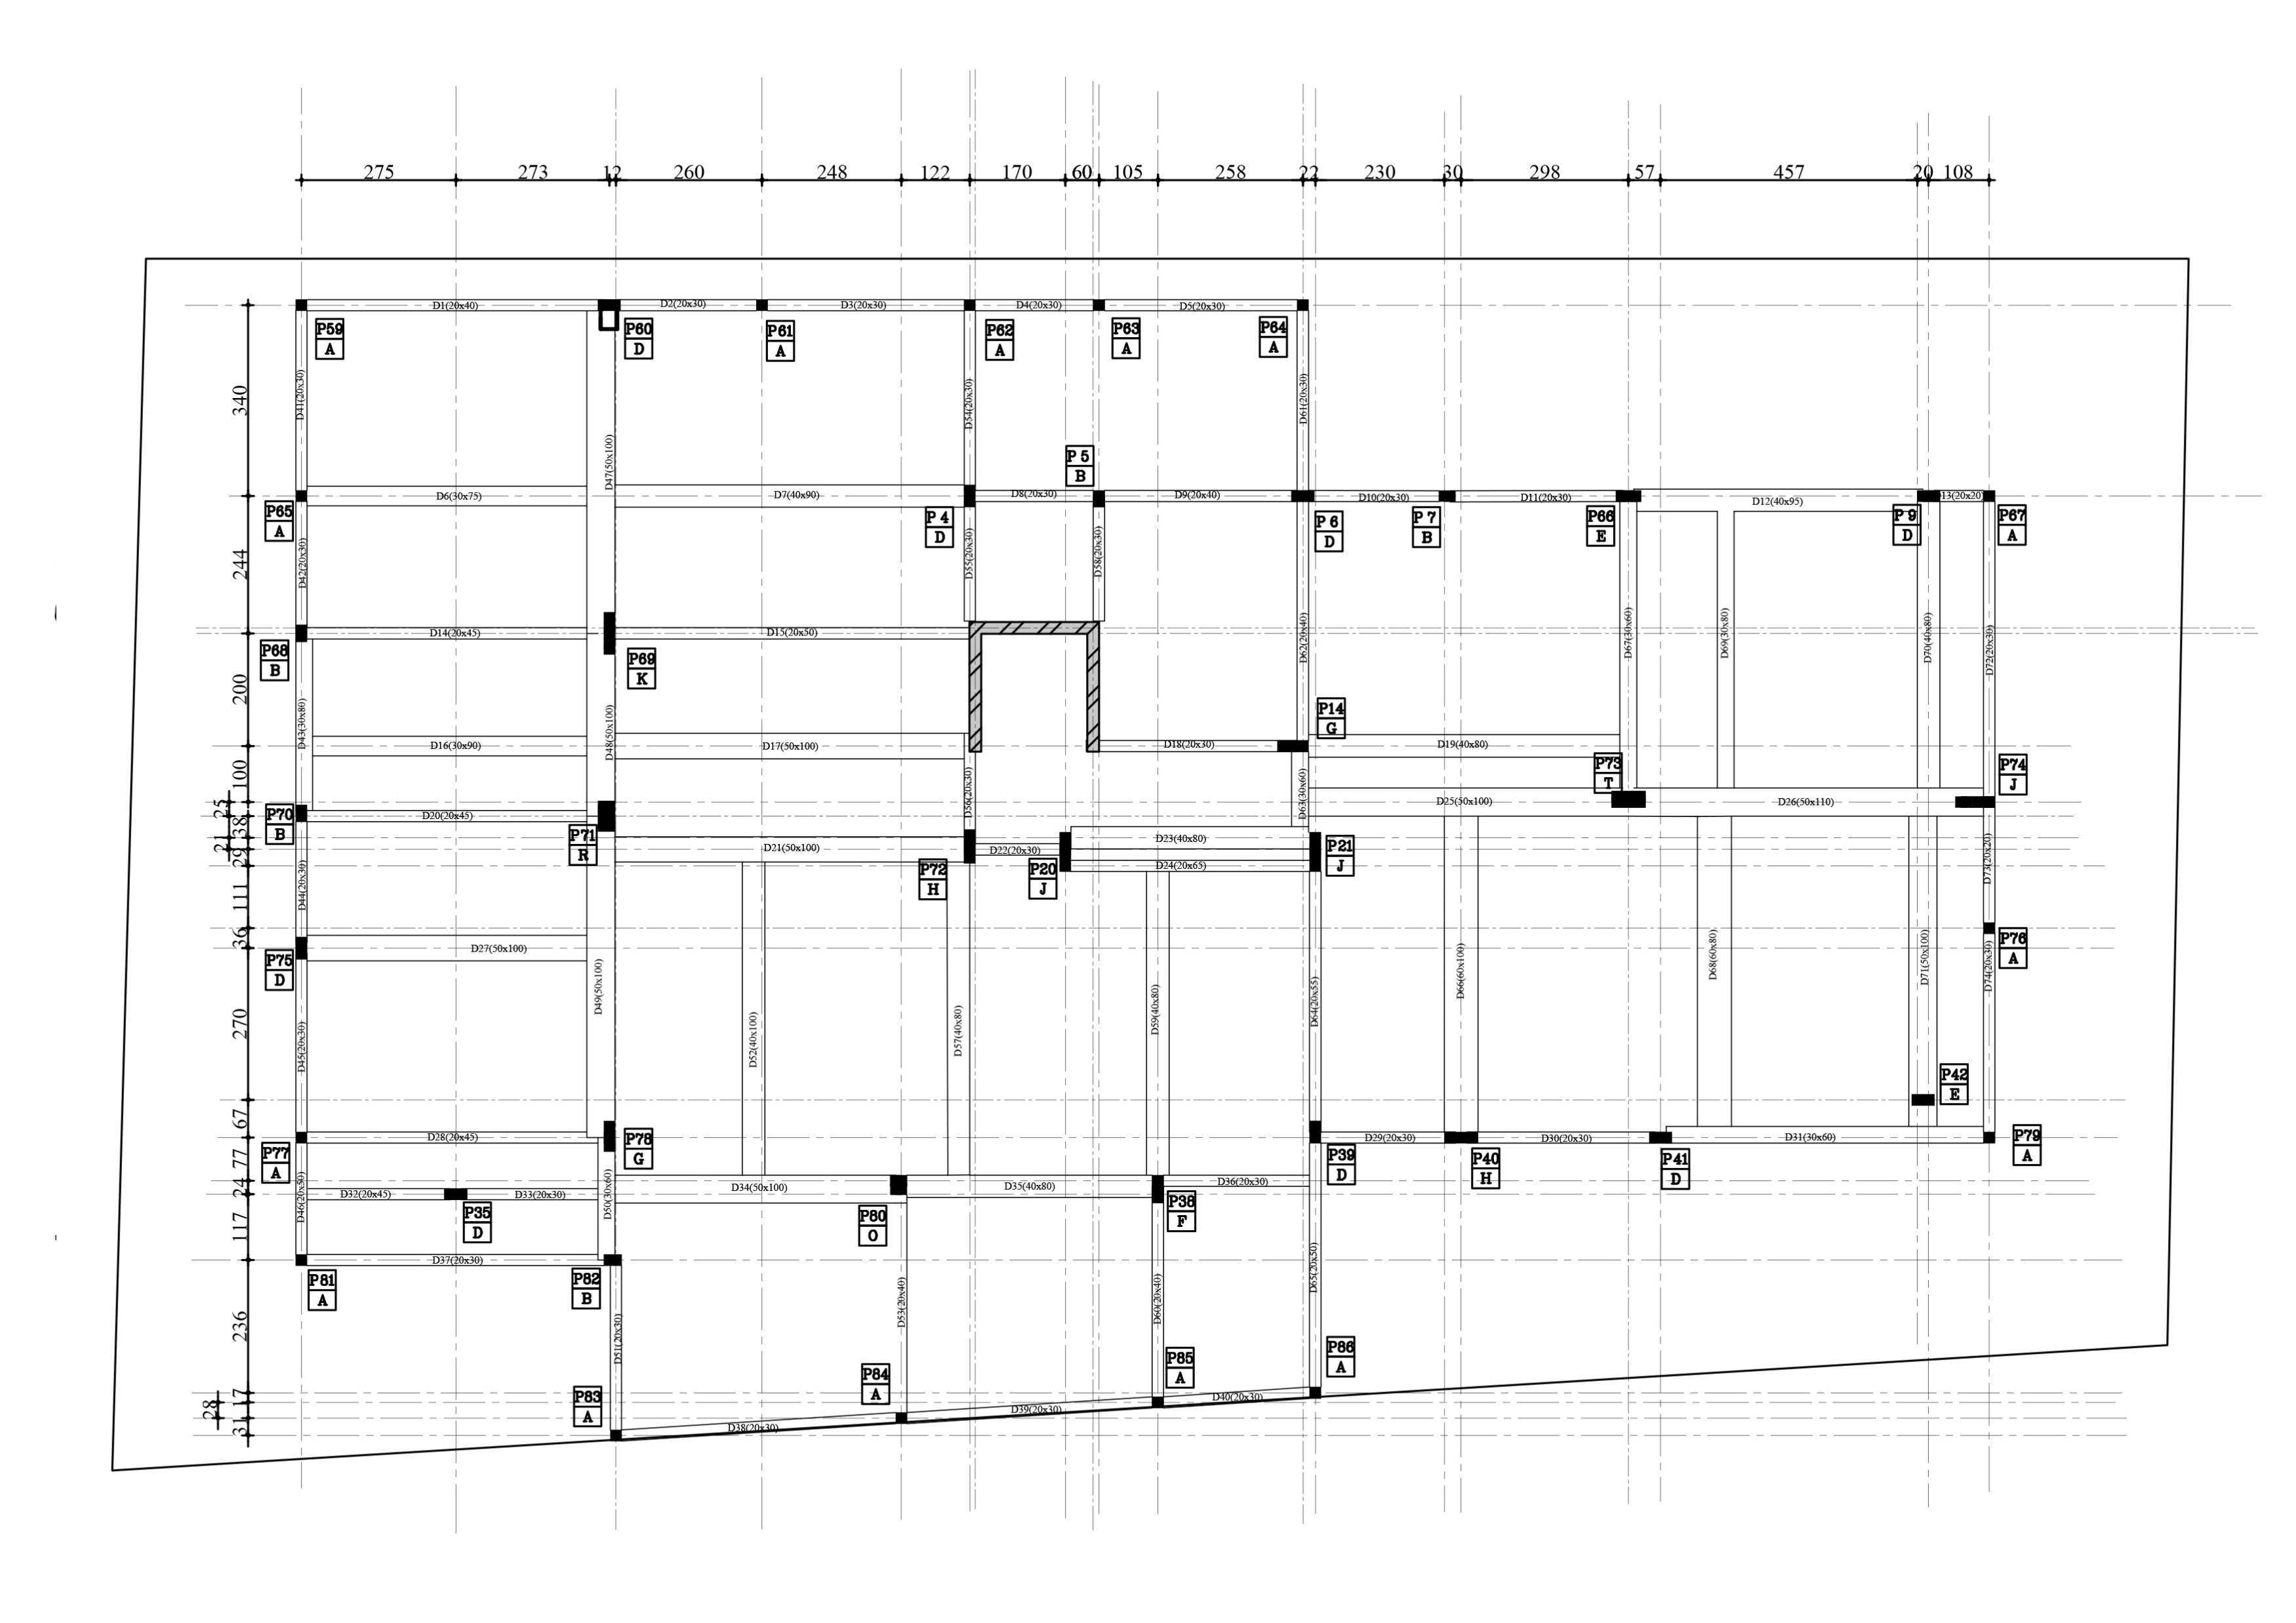 275 273 12 260 248 122 170 60 105 258 22 230 30 298 57 457 20 108
D1(20x40) D2(20x30) D3(20x30) D4(20x30) D5(20x30)
P59 A
P60 D
P61 A
P62 A
P63 A
P64 A
340
D41(20x30)
D47(50x100)
D54(20x30)
D61(20x30)
P 5 B
D6(30x75) D7(40x90) D8(20x30) D9(20x40) D10(20x30) D11(20x30) D12(40x95) D13(20x20)
P65 A
P 4 D
P 6 D
P 7 B
P66 E
P 9 D
P67 A
244
D42(20x30)
D55(20x30)
D58(20x30)
D62(20x40)
D67(30x60)
D69(30x80)
D70(40x80)
D72(20x30)
D14(20x45) D15(20x50)
P68 B
P69 K
200
D43(30x80)
D48(50x100)
P14 G
D16(30x90) D17(50x100) D18(20x30) D19(40x80)
P73 T
P74 J
100
D56(20x30)
D63(30x60)
D25(50x100) D26(50x110)
25
P70 B
D20(20x45)
38
P71 R
21
D21(50x100) D22(20x30) D23(40x80)
D24(20x65)
P21 J
29
P72 H
P20 J
D73(20x20)
111
D44(20x30)
36
D27(50x100)
P75 D
P76 A
D49(50x100)
D66(60x100)
D68(60x80)
D71(50x100)
D74(20x30)
270
D45(20x30)
D52(40x100)
D57(40x80)
D59(40x80)
D64(20x55)
P42 E
67
D28(20x45) D29(20x30) D30(20x30) D31(30x60)
P77 A
P78 G
P39 D
P40 H
P41 D
P79 A
77
D34(50x100) D35(40x80) D36(20x30)
24
D32(20x45) D33(20x30)
D46(20x50)
D50(30x60)
P35 D
P80 O
P38 F
117
D37(20x30)
P81 A
P82 B
D53(20x40)
D60(20x40)
D65(20x50)
236
D51(20x30)
P83 A
P84 A
P85 A
P86 A
17
28
D38(20x30) D39(20x30) D40(20x30)
31